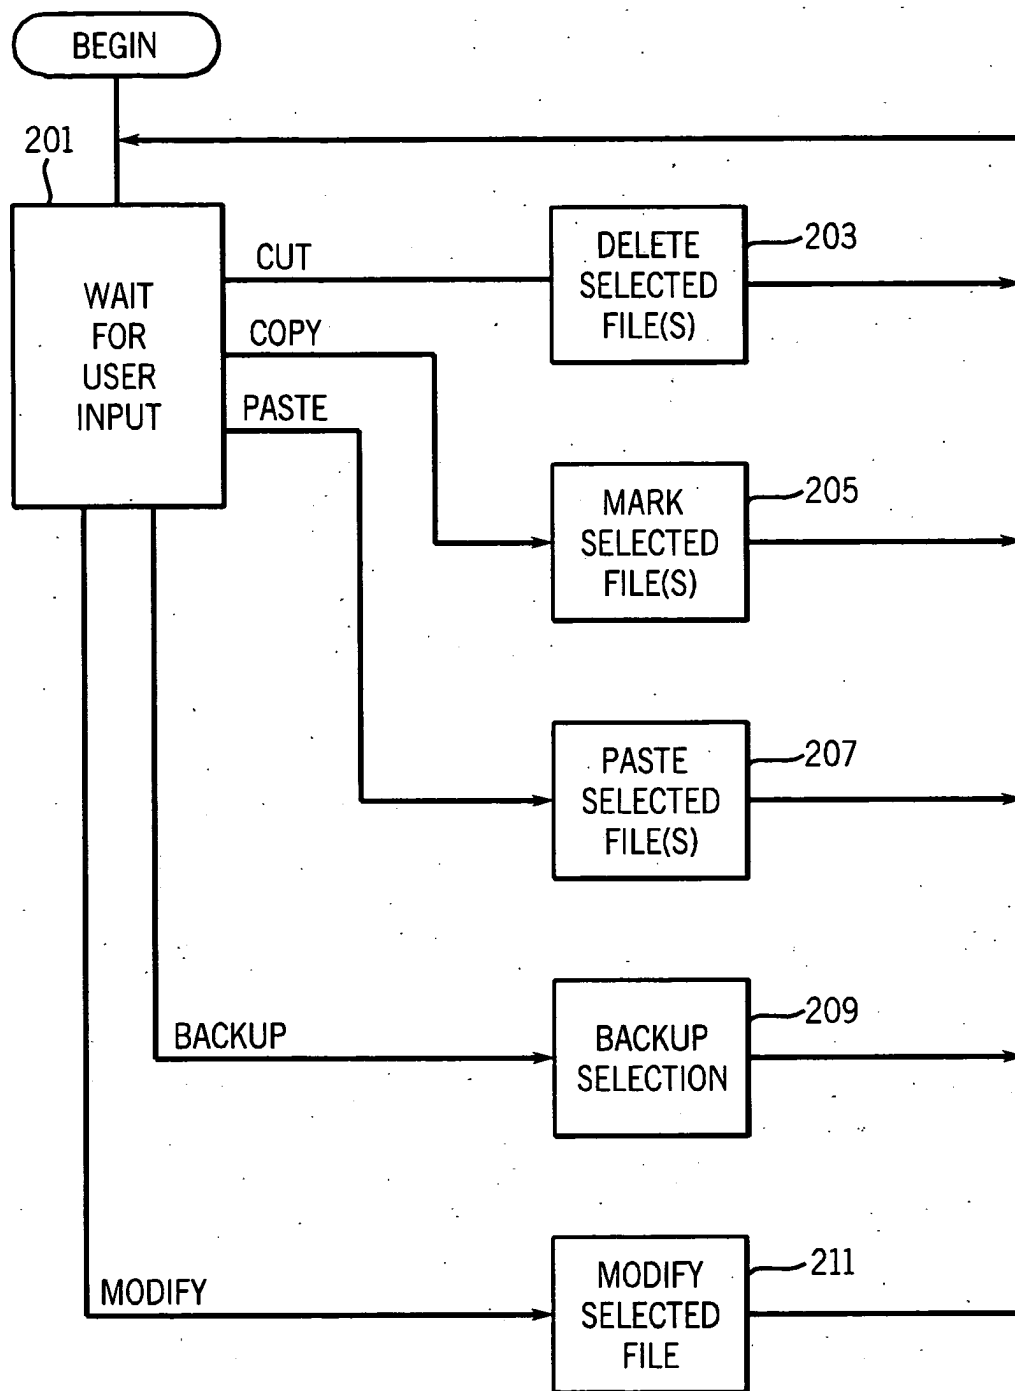 BEGIN
201
WAIT
FOR
USER
INPUT
CUT
COPY
PASTE
DELETE
SELECTED
FILE(S)
203
MARK
SELECTED
FILE(S)
205
PASTE
SELECTED
FILE(S)
207
BACKUP
BACKUP
SELECTION
209
MODIFY
MODIFY
SELECTED
FILE
211